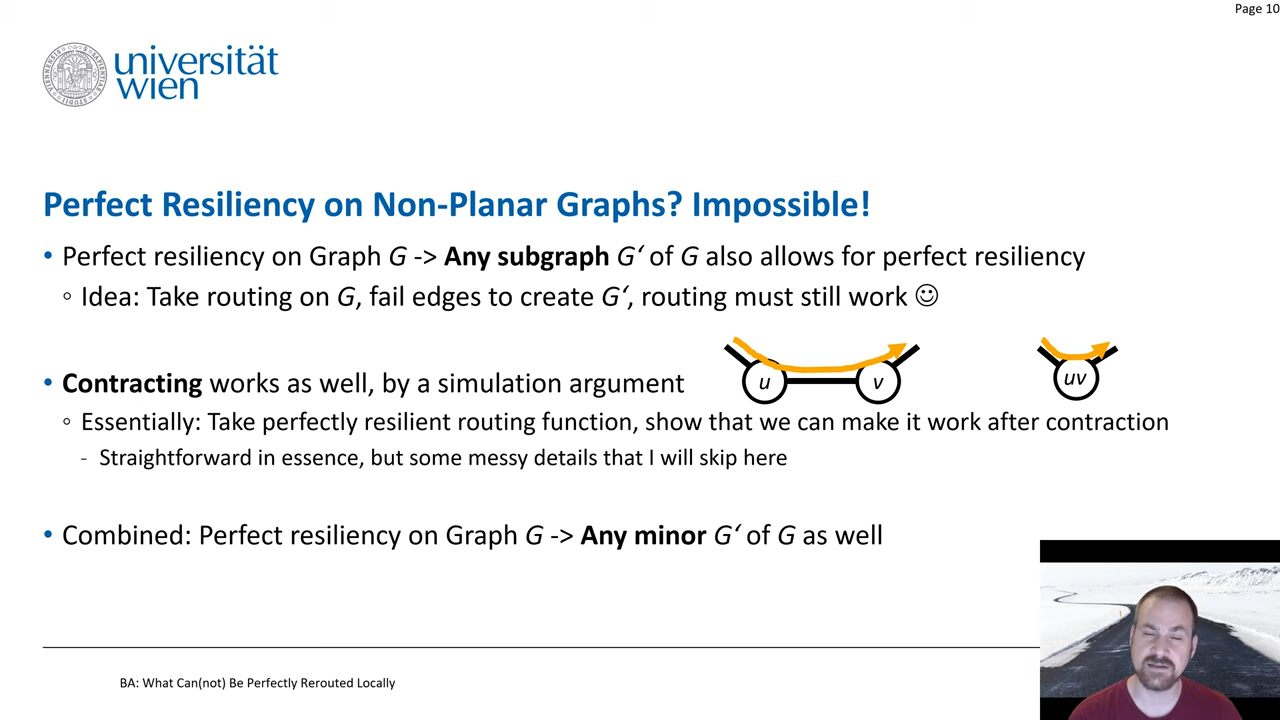 Page 10
universität
wien
Perfect Resiliency on Non-Planar Graphs? Impossible!
• Perfect resiliency on Graph G -> Any subgraph G‘ of G also allows for perfect resiliency
◦ Idea: Take routing on G, fail edges to create G‘, routing must still work ☺
• Contracting works as well, by a simulation argument
u v uv
◦ Essentially: Take perfectly resilient routing function, show that we can make it work after contraction
- Straightforward in essence, but some messy details that I will skip here
• Combined: Perfect resiliency on Graph G -> Any minor G‘ of G as well
BA: What Can(not) Be Perfectly Rerouted Locally